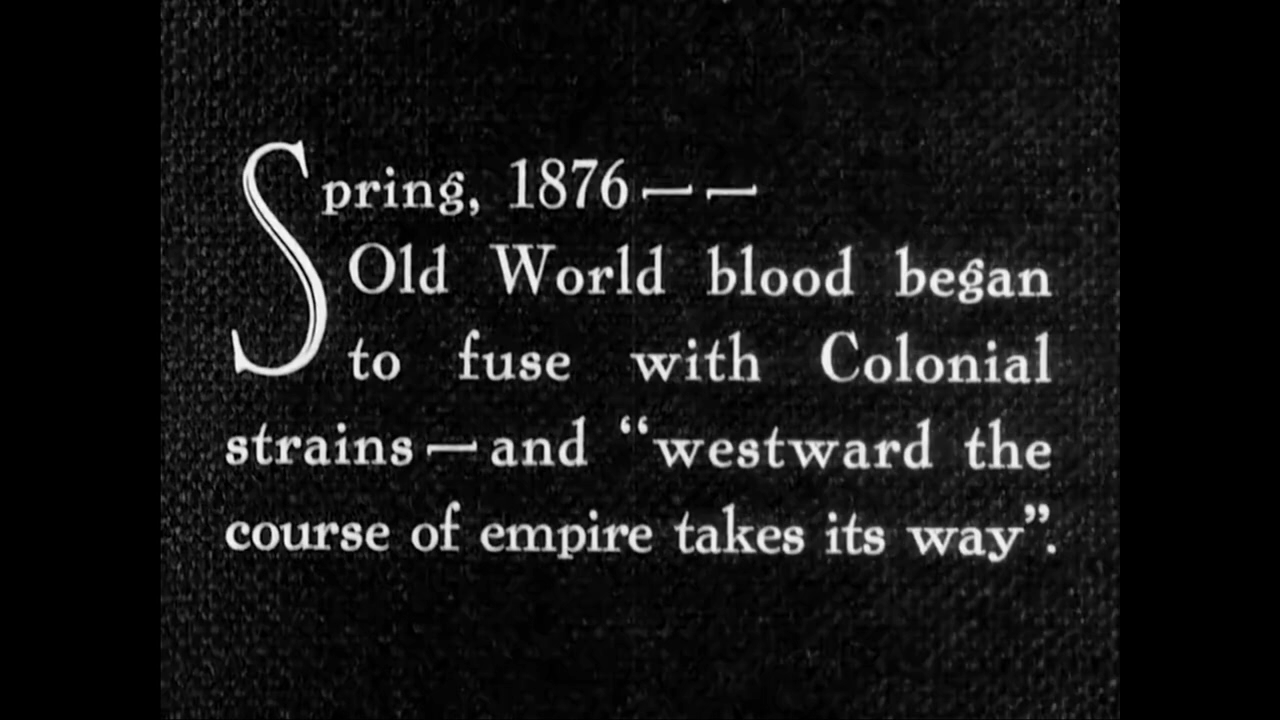 Spring, 1876——
Old World blood began
to fuse with Colonial
strains—and “westward the
course of empire takes its way”.